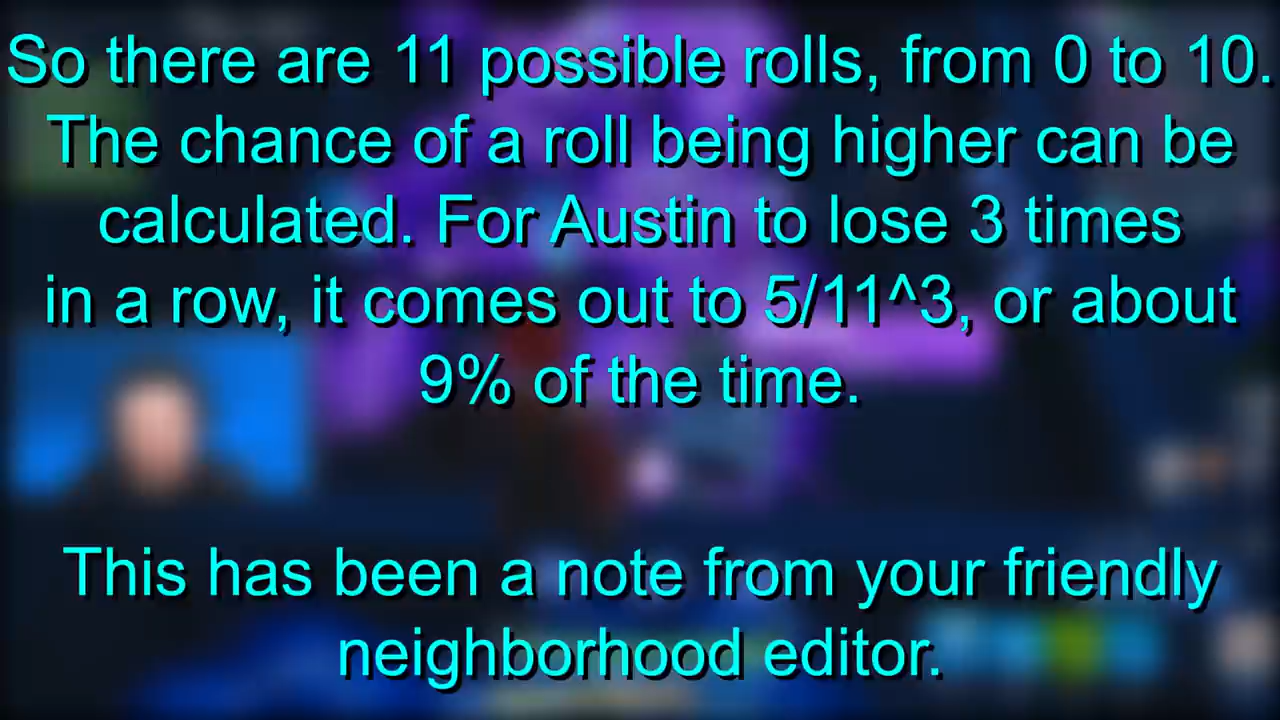 So there are 11 possible rolls, from 0 to 10.
The chance of a roll being higher can be
calculated. For Austin to lose 3 times
in a row, it comes out to 5/11^3, or about
9% of the time.
This has been a note from your friendly
neighborhood editor.